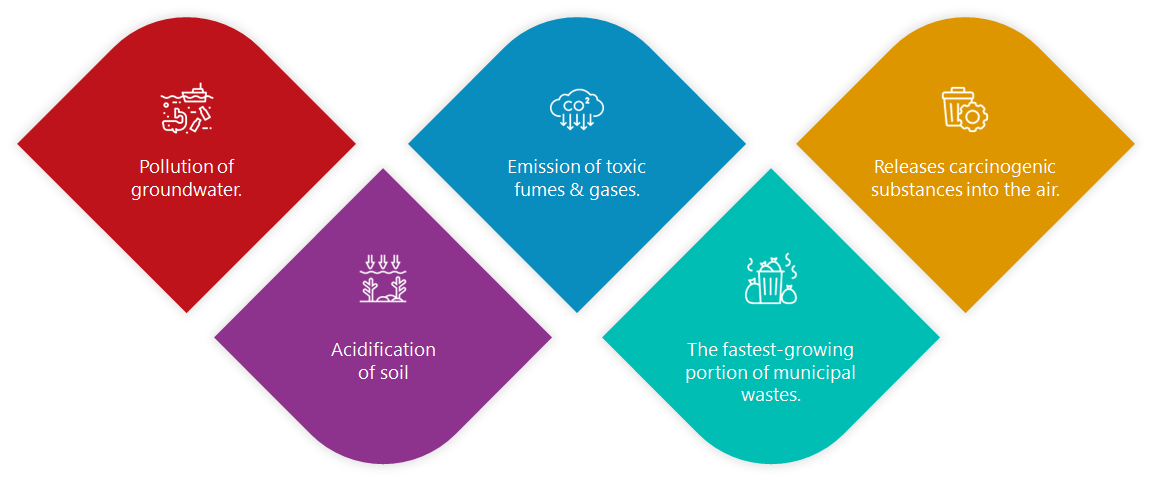 Pollution of
groundwater.
Acidification
of soil
CO²
Emission of toxic
fumes & gases.
The fastest-growing
portion of municipal
wastes.
Releases carcinogenic
substances into the air.